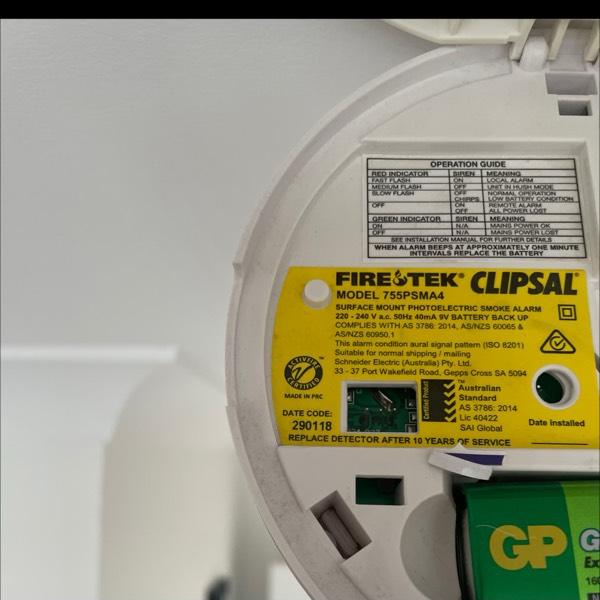 OPERATION GUIDE
RED INDICATOR SIREN MEANING
FAST FLASH ON LOCAL ALARM
MEDIUM FLASH OFF UNIT IN HUSH MODE
SLOW FLASH OFF NORMAL OPERATION
CHIRPS LOW BATTERY CONDITION
OFF ON REMOTE ALARM
OFF ALL POWER LOST
GREEN INDICATOR SIREN MEANING
ON N/A MAINS POWER OK
OFF N/A MAINS POWER LOST
SEE INSTALLATION MANUAL FOR FURTHER DETAILS
WHEN ALARM BEEPS AT APPROXIMATELY ONE MINUTE
INTERVALS REPLACE THE BATTERY
FIRETEK® CLIPSAL®
MODEL 755PSMA4
SURFACE MOUNT PHOTOELECTRIC SMOKE ALARM
220 - 240 V a.c. 50Hz 40mA 9V BATTERY BACK UP
COMPLIES WITH AS 3786: 2014, AS/NZS 60065 &
AS/NZS 60950.1
This alarm condition aural signal pattern (ISO 8201)
Suitable for normal shipping / mailing
Schneider Electric (Australia) Pty. Ltd.
33 - 37 Port Wakefield Road, Gepps Cross SA 5094
ACTIVFIRE
CERTIFIED
MADE IN PRC
DATE CODE:
290118
Certified Product
™
Australian
Standard
AS 3786: 2014
Lic 40422
SAI Global
Date installed
REPLACE DETECTOR AFTER 10 YEARS OF SERVICE
GP
Ex
160